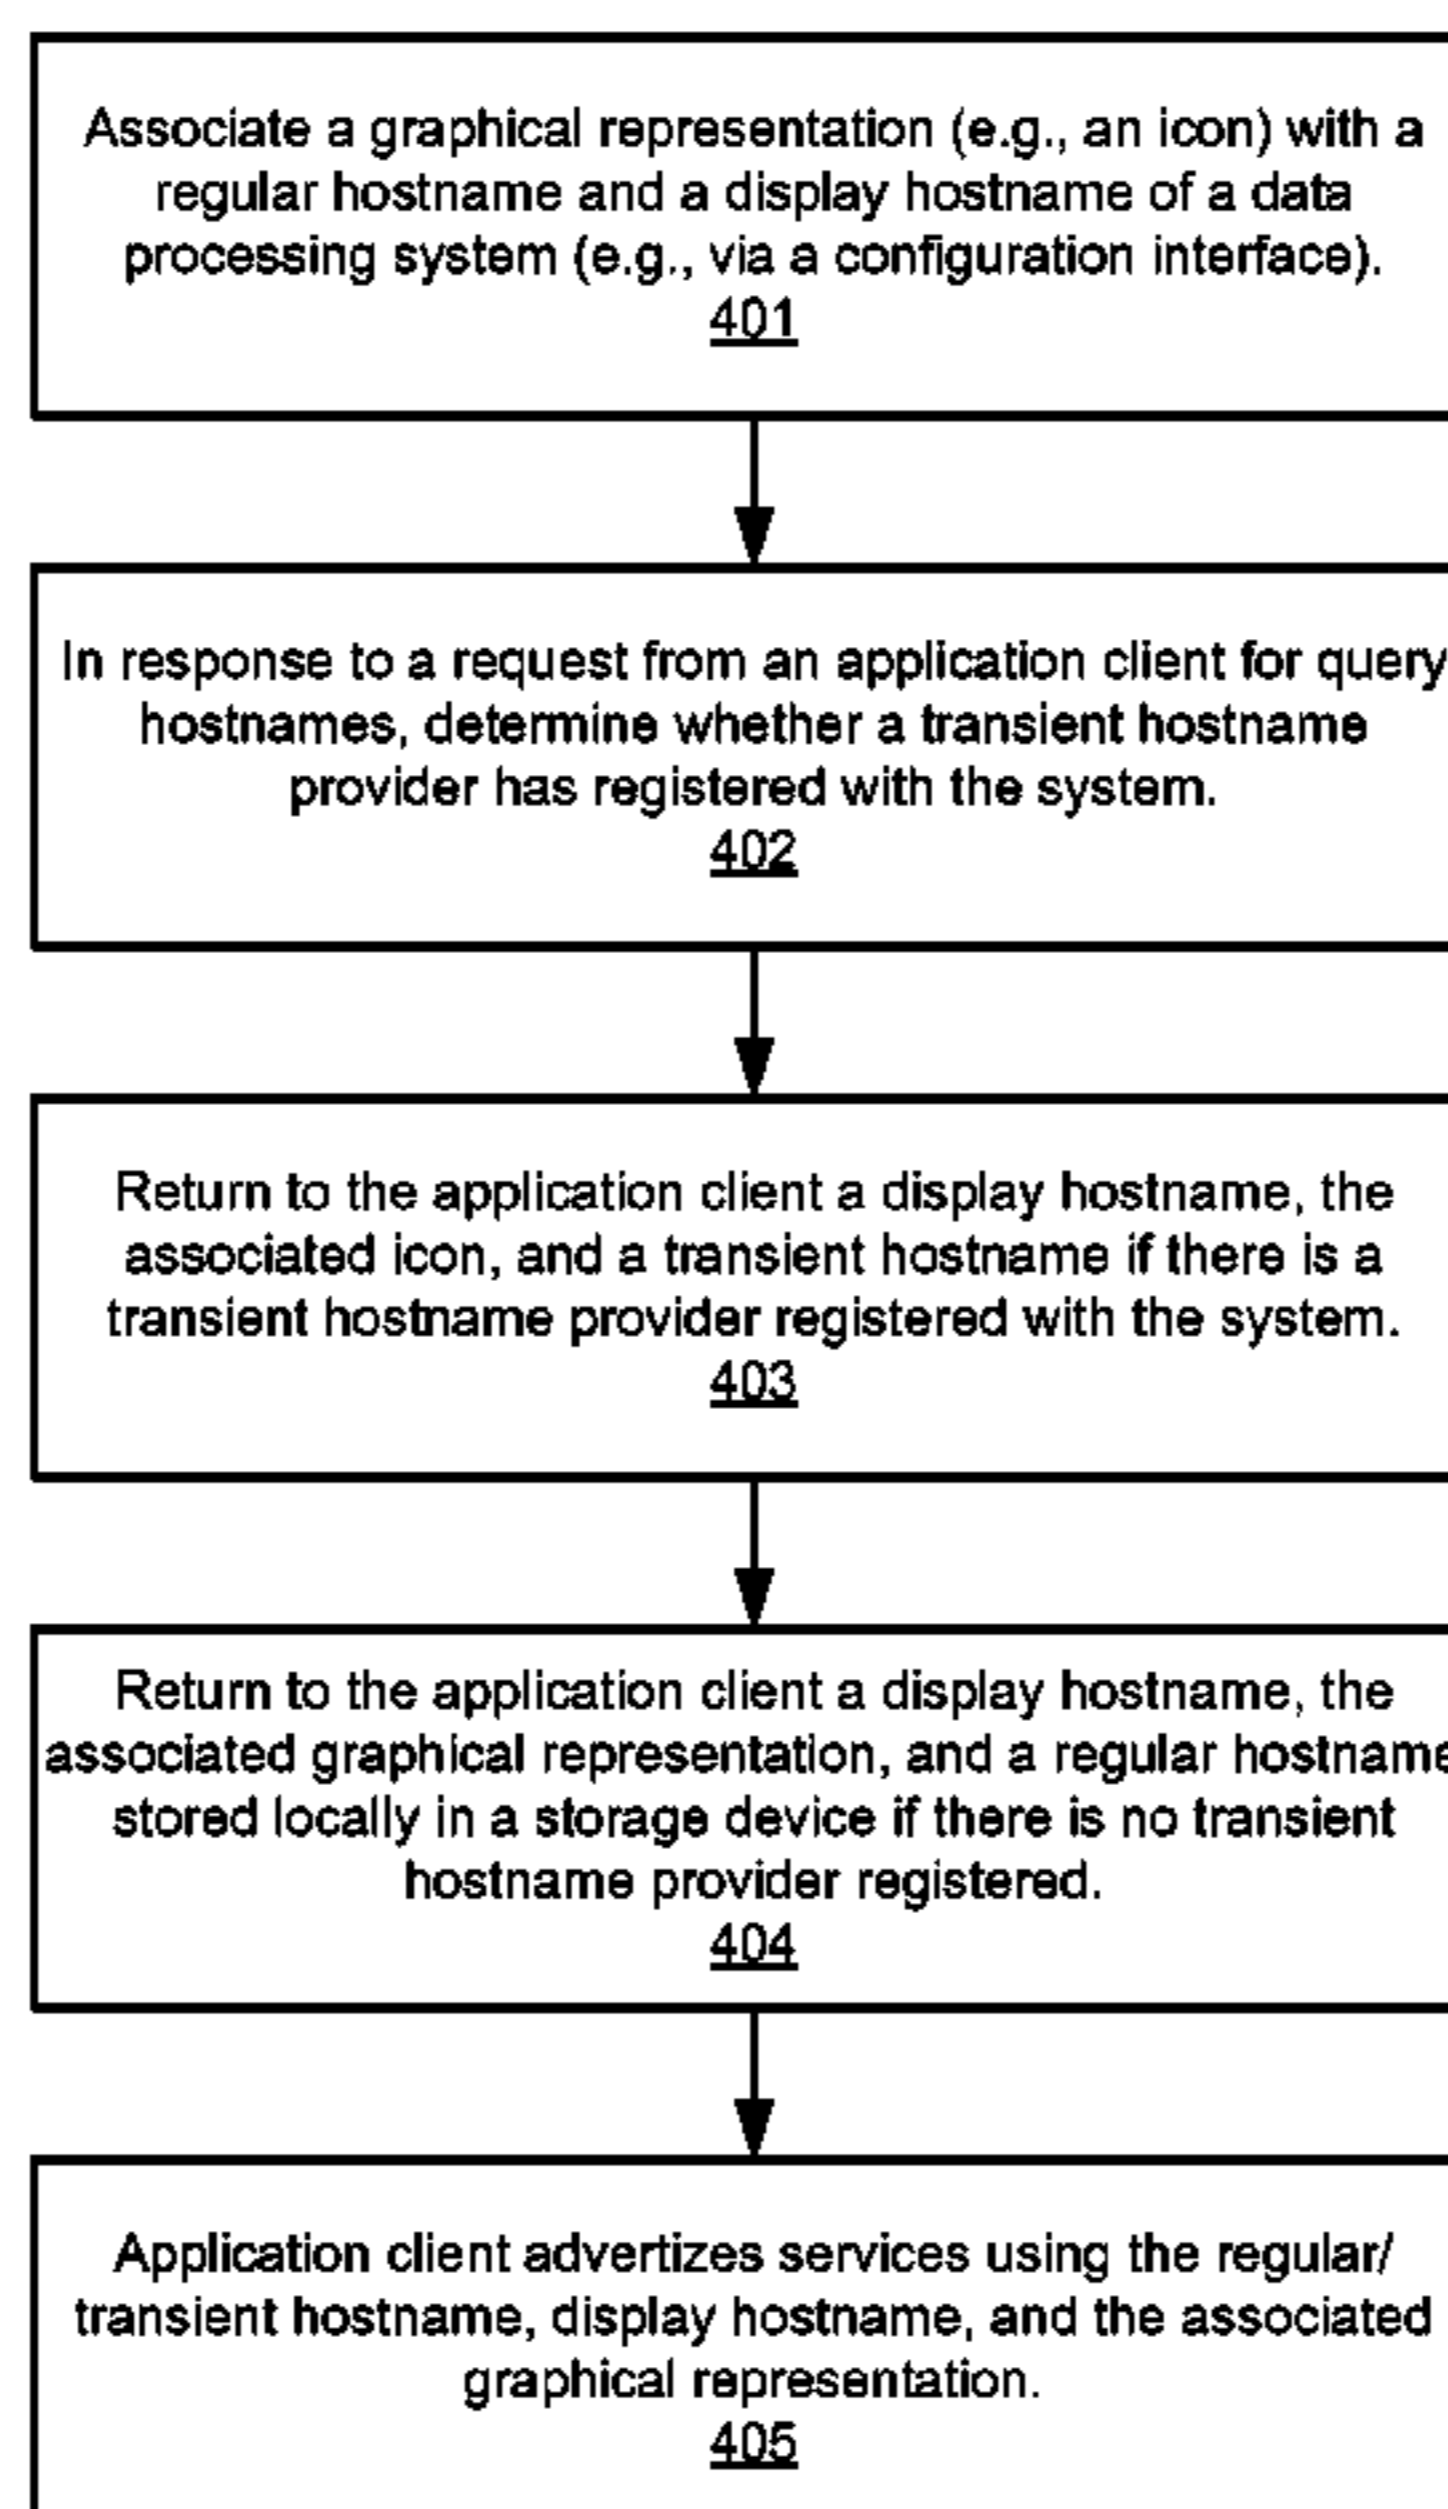 Associate a graphical representation (e.g., an icon) with a
regular hostname and a display hostname of a data
processing system (e.g., via a configuration interface).
401
In response to a request from an application client for query
hostnames, determine whether a transient hostname
provider has registered with the system.
402
Return to the application client a display hostname, the
associated icon, and a transient hostname if there is a
transient hostname provider registered with the system.
403
Return to the application client a display hostname, the
associated graphical representation, and a regular hostname
stored locally in a storage device if there is no transient
hostname provider registered.
404
Application client advertizes services using the regular/
transient hostname, display hostname, and the associated
graphical representation.
405